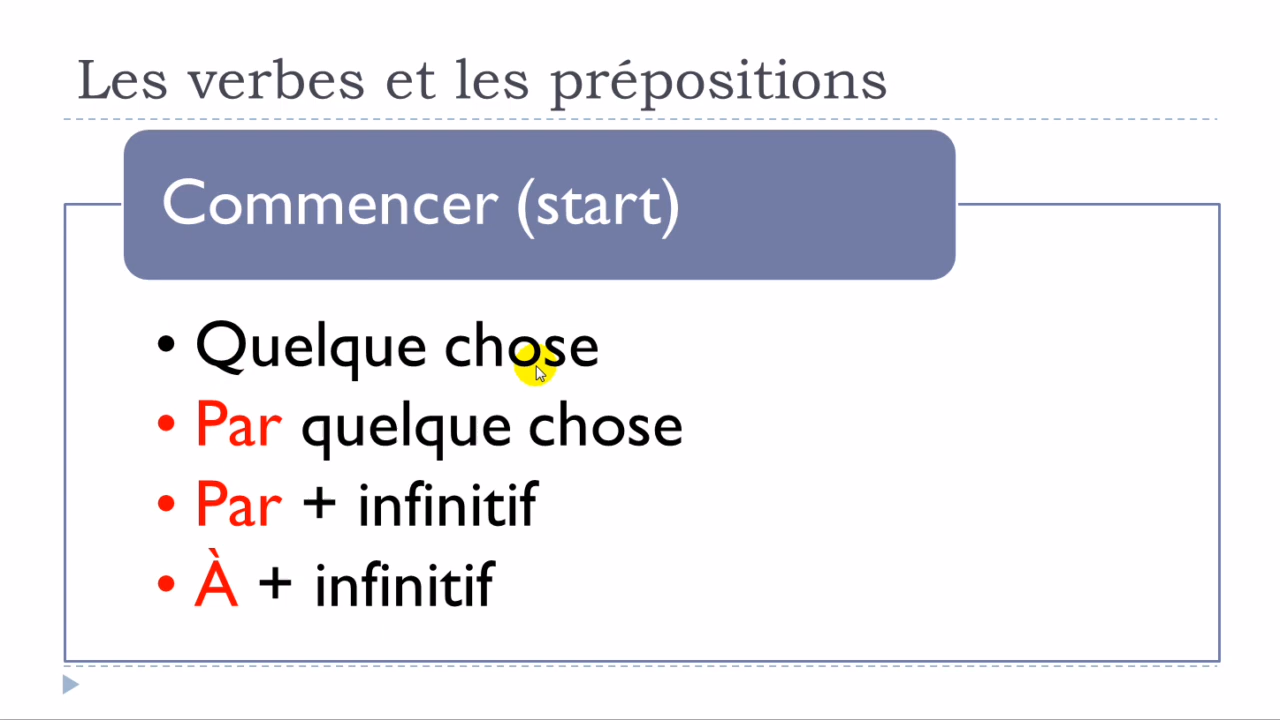 Les verbes et les prépositions
Commencer (start)
• Quelque chose
• Par quelque chose
• Par + infinitif
• À + infinitif